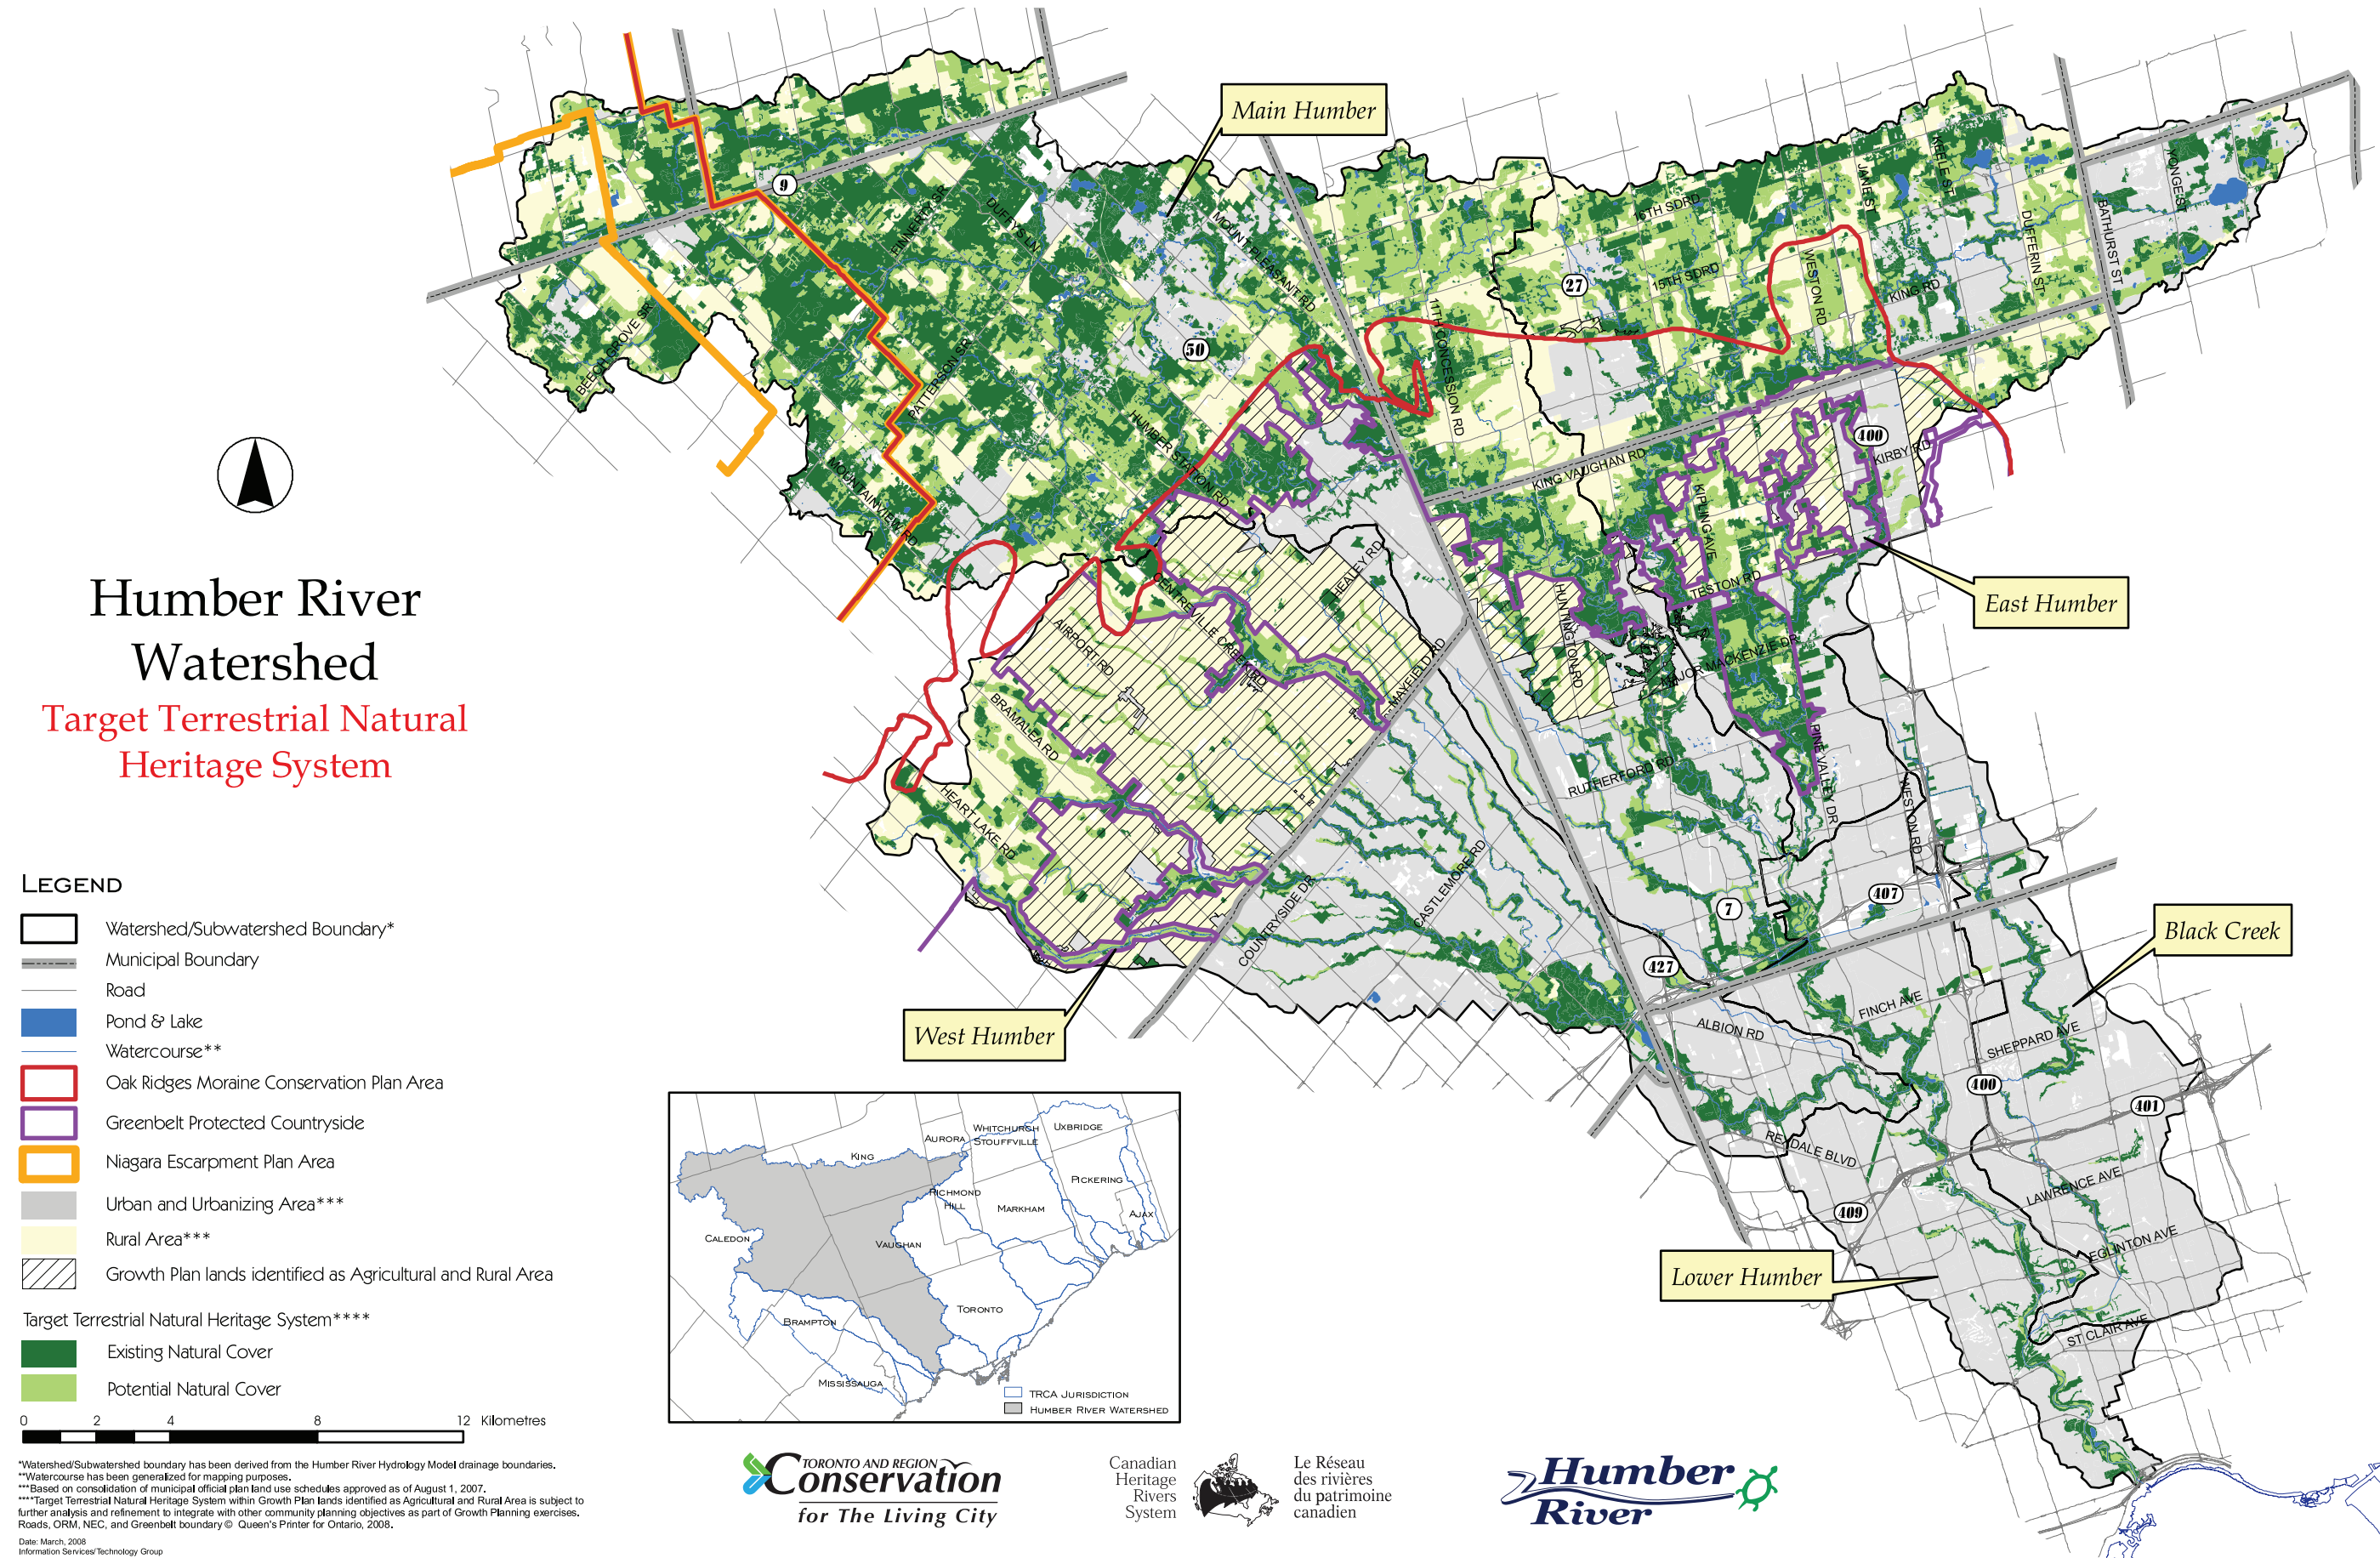 Humber River
Watershed
Target Terrestrial Natural
Heritage System
LEGEND
Watershed/Subwatershed Boundary*
Municipal Boundary
Road
Pond & Lake
Watercourse**
Oak Ridges Moraine Conservation Plan Area
Greenbelt Protected Countryside
Niagara Escarpment Plan Area
Urban and Urbanizing Area***
Rural Area***
Growth Plan lands identified as Agricultural and Rural Area
Target Terrestrial Natural Heritage System****
Existing Natural Cover
Potential Natural Cover
0 2 4 8 12 Kilometres
*Watershed/Subwatershed boundary has been derived from the Humber River Hydrology Model drainage boundaries.
**Watercourse has been generalized for mapping purposes.
***Based on consolidation of municipal official plan land use schedules approved as of August 1, 2007.
****Target Terrestrial Natural Heritage System within Growth Plan lands identified as Agricultural and Rural Area is subject to
further analysis and refinement to integrate with other community planning objectives as part of Growth Planning exercises.
Roads, ORM, NEC, and Greenbelt boundary © Queen's Printer for Ontario, 2008.
Date: March, 2008
Information Services/Technology Group
Main Humber
East Humber
Black Creek
West Humber
Lower Humber
9
50
27
400
7
407
427
400
401
409
FINNERTY SR
DUFFYS LN
MOUNT PLEASANT RD
BEECHGROVE SR
PATTERSON SR
MOUNTAINVIEW RD
HUMBER STATION RD
11TH CONCESSION RD
16TH SDRD
15TH SDRD
WESTON RD
JANE ST
KEELE ST
KING RD
DUFFERIN ST
BATHURST ST
YONGE ST
KING VAUGHAN RD
KIRBY RD
KIPLING AVE
TESTON RD
HUNTINGTON RD
MAJOR MACKENZIE DR
HEALEY RD
CENTREVILLE CREEK RD
AIRPORT RD
MAYFIELD RD
BRAMALEA RD
HEART LAKE RD
RUTHERFORD RD
PINE VALLEY DR
WESTON RD
COUNTRYSIDE DR
CASTLEMORE RD
FINCH AVE
ALBION RD
SHEPPARD AVE
REXDALE BLVD
LAWRENCE AVE
EGLINTON AVE
ST CLAIR AVE
AURORA
WHITCHURCH
STOUFFVILLE
UXBRIDGE
KING
RICHMOND
HILL
PICKERING
MARKHAM
AJAX
CALEDON
VAUGHAN
TORONTO
BRAMPTON
MISSISSAUGA
TRCA JURISDICTION
HUMBER RIVER WATERSHED
TORONTO AND REGION
Conservation
for The Living City
Canadian
Heritage
Rivers
System
Le Réseau
des rivières
du patrimoine
canadien
Humber
River